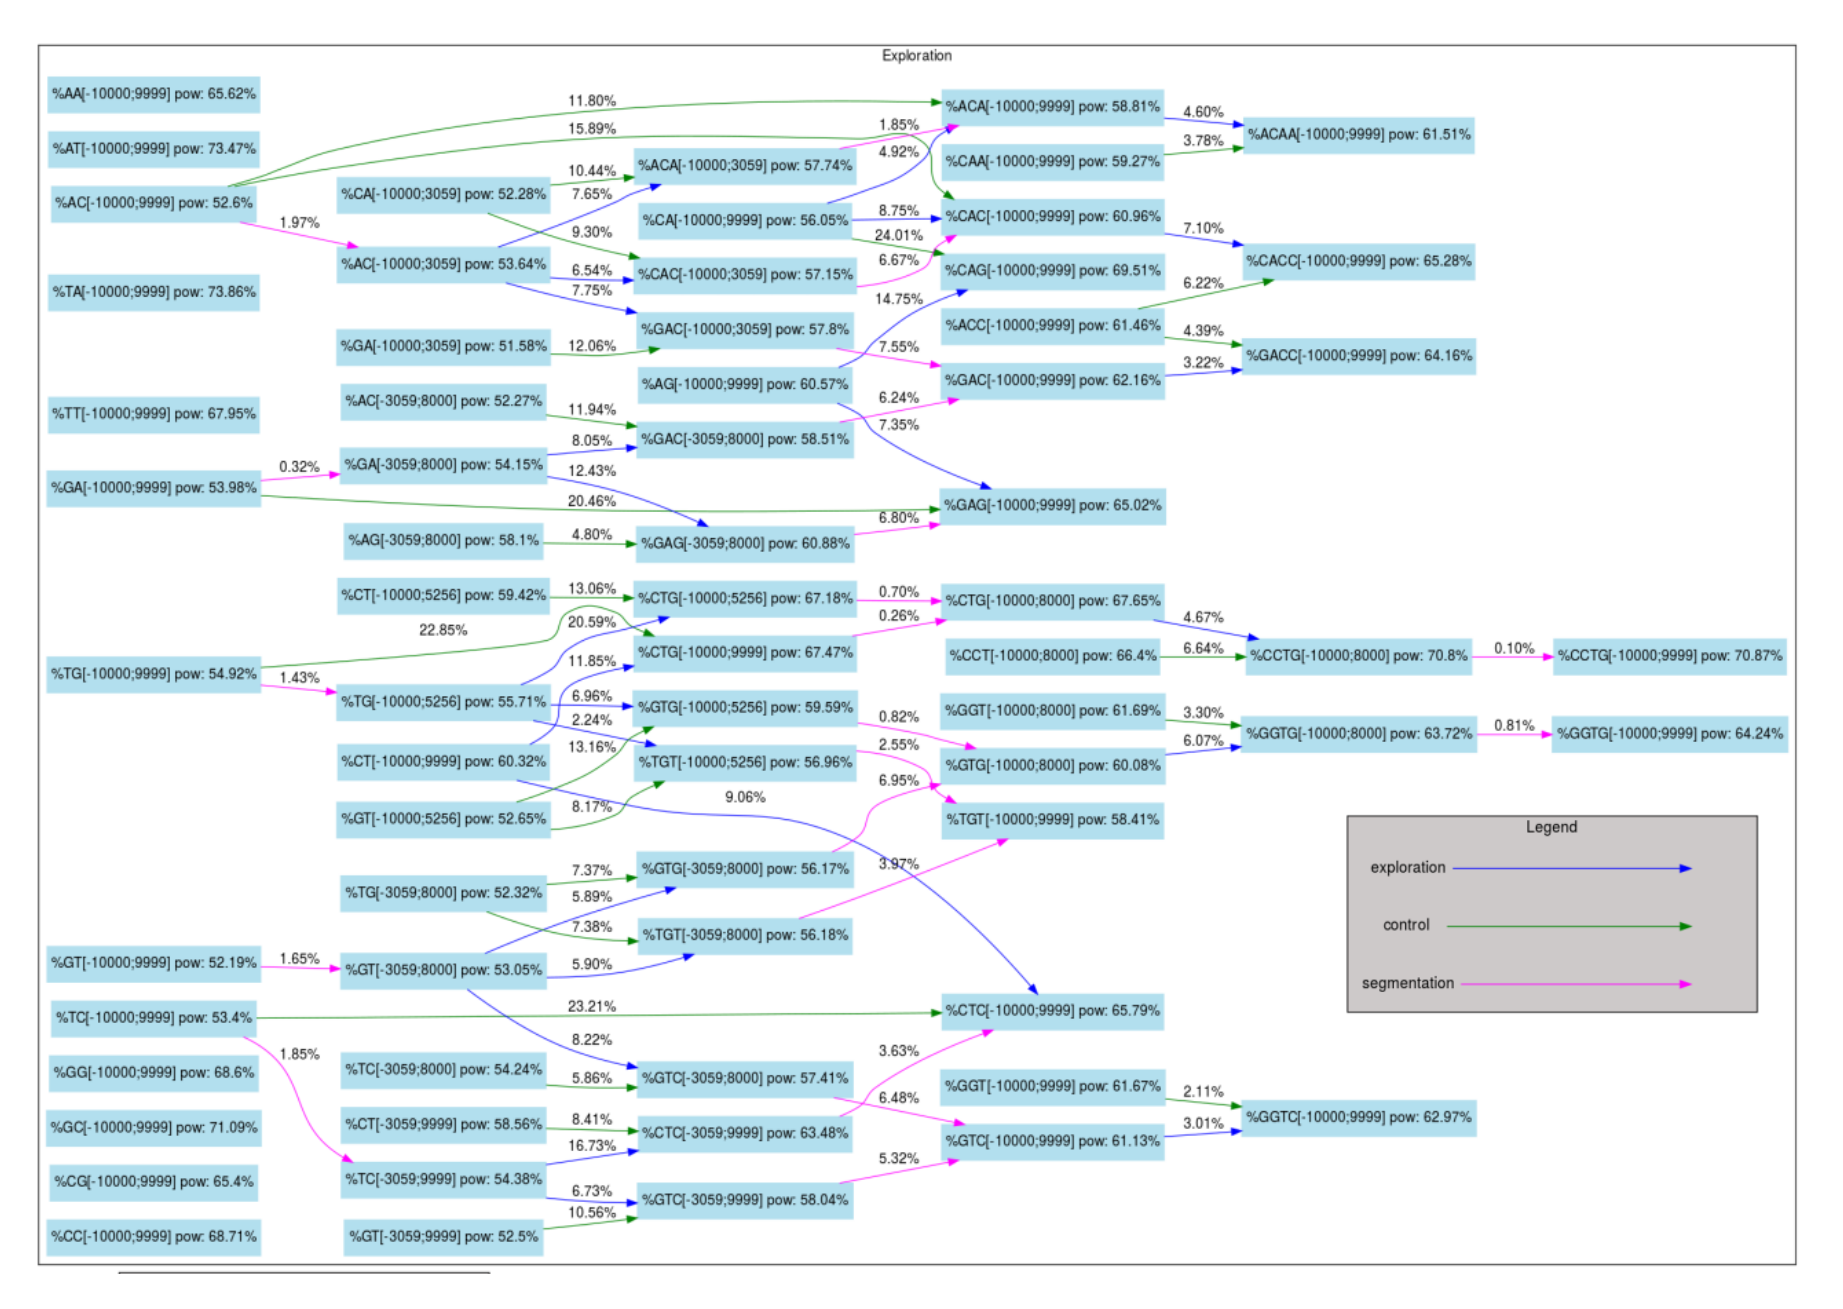 Exploration
%AA[-10000;9999] pow: 65.62%
%AT[-10000;9999] pow: 73.47%
%AC[-10000;9999] pow: 52.6%
%TA[-10000;9999] pow: 73.86%
%TT[-10000;9999] pow: 67.95%
%GA[-10000;9999] pow: 53.98%
%TG[-10000;9999] pow: 54.92%
%GT[-10000;9999] pow: 52.19%
%TC[-10000;9999] pow: 53.4%
%GG[-10000;9999] pow: 68.6%
%GC[-10000;9999] pow: 71.09%
%CG[-10000;9999] pow: 65.4%
%CC[-10000;9999] pow: 68.71%
1.97%
0.32%
1.43%
1.65%
1.85%
%CA[-10000;3059] pow: 52.28%
%AC[-10000;3059] pow: 53.64%
%GA[-10000;3059] pow: 51.58%
%AC[-3059;8000] pow: 52.27%
%GA[-3059;8000] pow: 54.15%
%AG[-3059;8000] pow: 58.1%
%CT[-10000;5256] pow: 59.42%
22.85%
%TG[-10000;5256] pow: 55.71%
%CT[-10000;9999] pow: 60.32%
%GT[-10000;5256] pow: 52.65%
%TG[-3059;8000] pow: 52.32%
%GT[-3059;8000] pow: 53.05%
%TC[-3059;8000] pow: 54.24%
%CT[-3059;9999] pow: 58.56%
%TC[-3059;9999] pow: 54.38%
%GT[-3059;9999] pow: 52.5%
11.80%
15.89%
10.44%
7.65%
9.30%
6.54%
7.75%
12.06%
11.94%
8.05%
12.43%
20.46%
4.80%
13.06%
20.59%
11.85%
6.96%
2.24%
13.16%
8.17%
7.37%
5.89%
7.38%
5.90%
23.21%
8.22%
5.86%
8.41%
16.73%
6.73%
10.56%
%ACA[-10000;3059] pow: 57.74%
%CA[-10000;9999] pow: 56.05%
%CAC[-10000;3059] pow: 57.15%
%GAC[-10000;3059] pow: 57.8%
%AG[-10000;9999] pow: 60.57%
%GAC[-3059;8000] pow: 58.51%
%GAG[-3059;8000] pow: 60.88%
%CTG[-10000;5256] pow: 67.18%
%CTG[-10000;9999] pow: 67.47%
%GTG[-10000;5256] pow: 59.59%
%TGT[-10000;5256] pow: 56.96%
9.06%
%GTG[-3059;8000] pow: 56.17%
%TGT[-3059;8000] pow: 56.18%
%GTC[-3059;8000] pow: 57.41%
%CTC[-3059;9999] pow: 63.48%
%GTC[-3059;9999] pow: 58.04%
1.85%
4.92%
8.75%
24.01%
6.67%
14.75%
7.55%
6.24%
7.35%
6.80%
0.70%
0.26%
0.82%
2.55%
6.95%
3.97%
3.63%
6.48%
5.32%
%ACA[-10000;9999] pow: 58.81%
%CAA[-10000;9999] pow: 59.27%
%CAC[-10000;9999] pow: 60.96%
%CAG[-10000;9999] pow: 69.51%
%ACC[-10000;9999] pow: 61.46%
%GAC[-10000;9999] pow: 62.16%
%GAG[-10000;9999] pow: 65.02%
%CTG[-10000;8000] pow: 67.65%
%CCT[-10000;8000] pow: 66.4%
%GGT[-10000;8000] pow: 61.69%
%GTG[-10000;8000] pow: 60.08%
%TGT[-10000;9999] pow: 58.41%
%CTC[-10000;9999] pow: 65.79%
%GGT[-10000;9999] pow: 61.67%
%GTC[-10000;9999] pow: 61.13%
4.60%
3.78%
7.10%
6.22%
4.39%
3.22%
4.67%
6.64%
3.30%
6.07%
2.11%
3.01%
%ACAA[-10000;9999] pow: 61.51%
%CACC[-10000;9999] pow: 65.28%
%GACC[-10000;9999] pow: 64.16%
%CCTG[-10000;8000] pow: 70.8%
%GGTG[-10000;8000] pow: 63.72%
%GGTC[-10000;9999] pow: 62.97%
0.10%
0.81%
%CCTG[-10000;9999] pow: 70.87%
%GGTG[-10000;9999] pow: 64.24%
Legend
exploration
control
segmentation